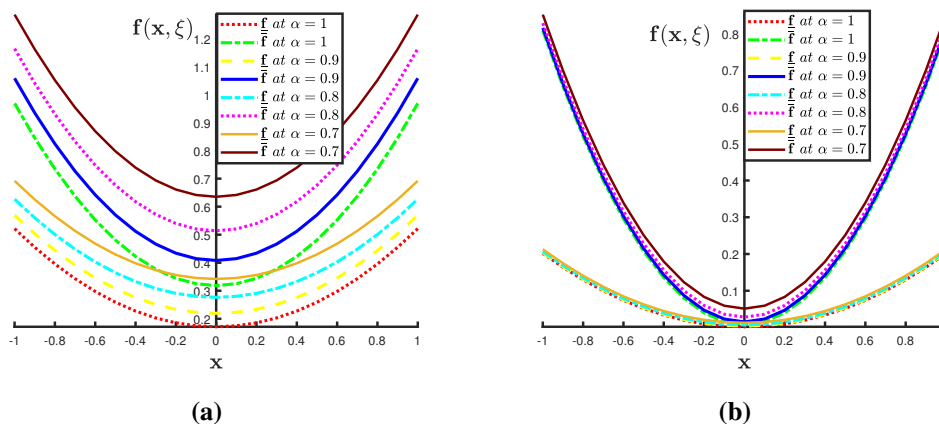 f(x, ξ)
1.2
1.1
1
0.9
0.8
0.7
0.6
0.5
0.4
0.3
0.2
f at α = 1
f̄ at α = 1
f at α = 0.9
f̄ at α = 0.9
f at α = 0.8
f̄ at α = 0.8
f at α = 0.7
f̄ at α = 0.7
-1 -0.8 -0.6 -0.4 -0.2 0 0.2 0.4 0.6 0.8 1
x
(a)
f(x, ξ)
0.8
0.7
0.6
0.5
0.4
0.3
0.2
0.1
f at α = 1
f̄ at α = 1
f at α = 0.9
f̄ at α = 0.9
f at α = 0.8
f̄ at α = 0.8
f at α = 0.7
f̄ at α = 0.7
-1 -0.8 -0.6 -0.4 -0.2 0 0.2 0.4 0.6 0.8
x
(b)